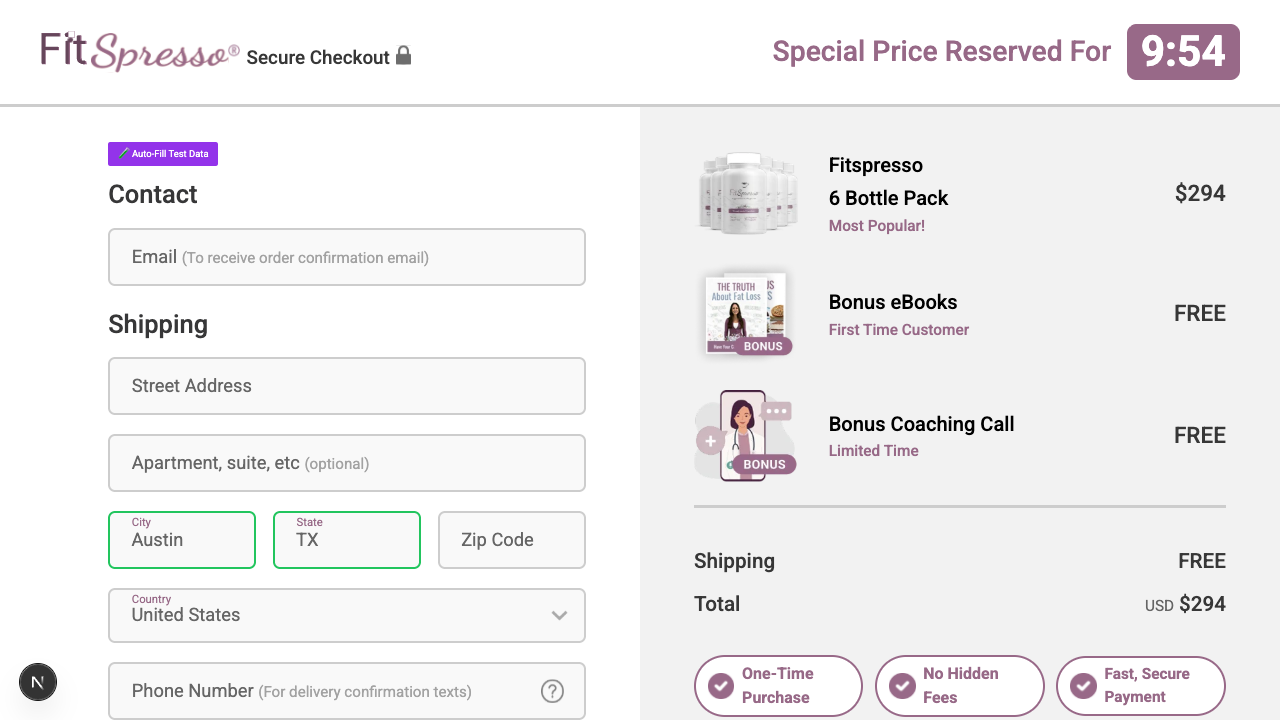 FitSpresso® Secure Checkout
Special Price Reserved For 9:54
Auto-Fill Test Data
Contact
Email (To receive order confirmation email)
Shipping
Street Address
Apartment, suite, etc (optional)
City
Austin
State
TX
Zip Code
Country
United States
Phone Number (For delivery confirmation texts)
?
N
FitSpresso
Fitspresso
6 Bottle Pack
Most Popular!
$294
THE TRUTH
About Fat Loss
BONUS
Bonus eBooks
First Time Customer
FREE
BONUS
Bonus Coaching Call
Limited Time
FREE
Shipping
FREE
Total
USD $294
One-Time
Purchase
No Hidden
Fees
Fast, Secure
Payment